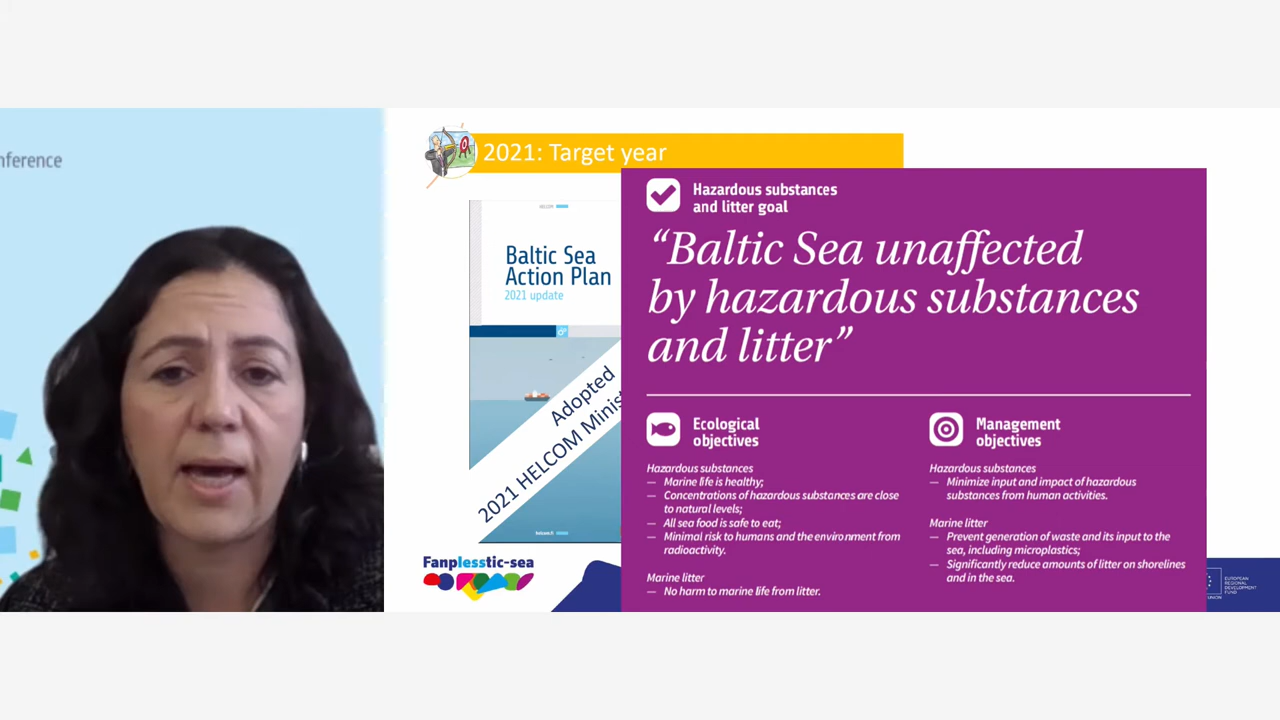 nference
2021: Target year
HELCOM
Baltic Sea
Action Plan
2021 update
Adopted
2021 HELCOM Minist
helcom.fi
Fanplesstic-sea
Hazardous substances
and litter goal
“Baltic Sea unaffected
by hazardous substances
and litter”
Ecological
objectives
Hazardous substances
— Marine life is healthy;
— Concentrations of hazardous substances are close
to natural levels;
— All sea food is safe to eat;
— Minimal risk to humans and the environment from
radioactivity.
Marine litter
— No harm to marine life from litter.
Management
objectives
Hazardous substances
— Minimize input and impact of hazardous
substances from human activities.
Marine litter
— Prevent generation of waste and its input to the
sea, including microplastics;
— Significantly reduce amounts of litter on shorelines
and in the sea.
EUROPEAN
REGIONAL
DEVELOPMENT
FUND
UNION